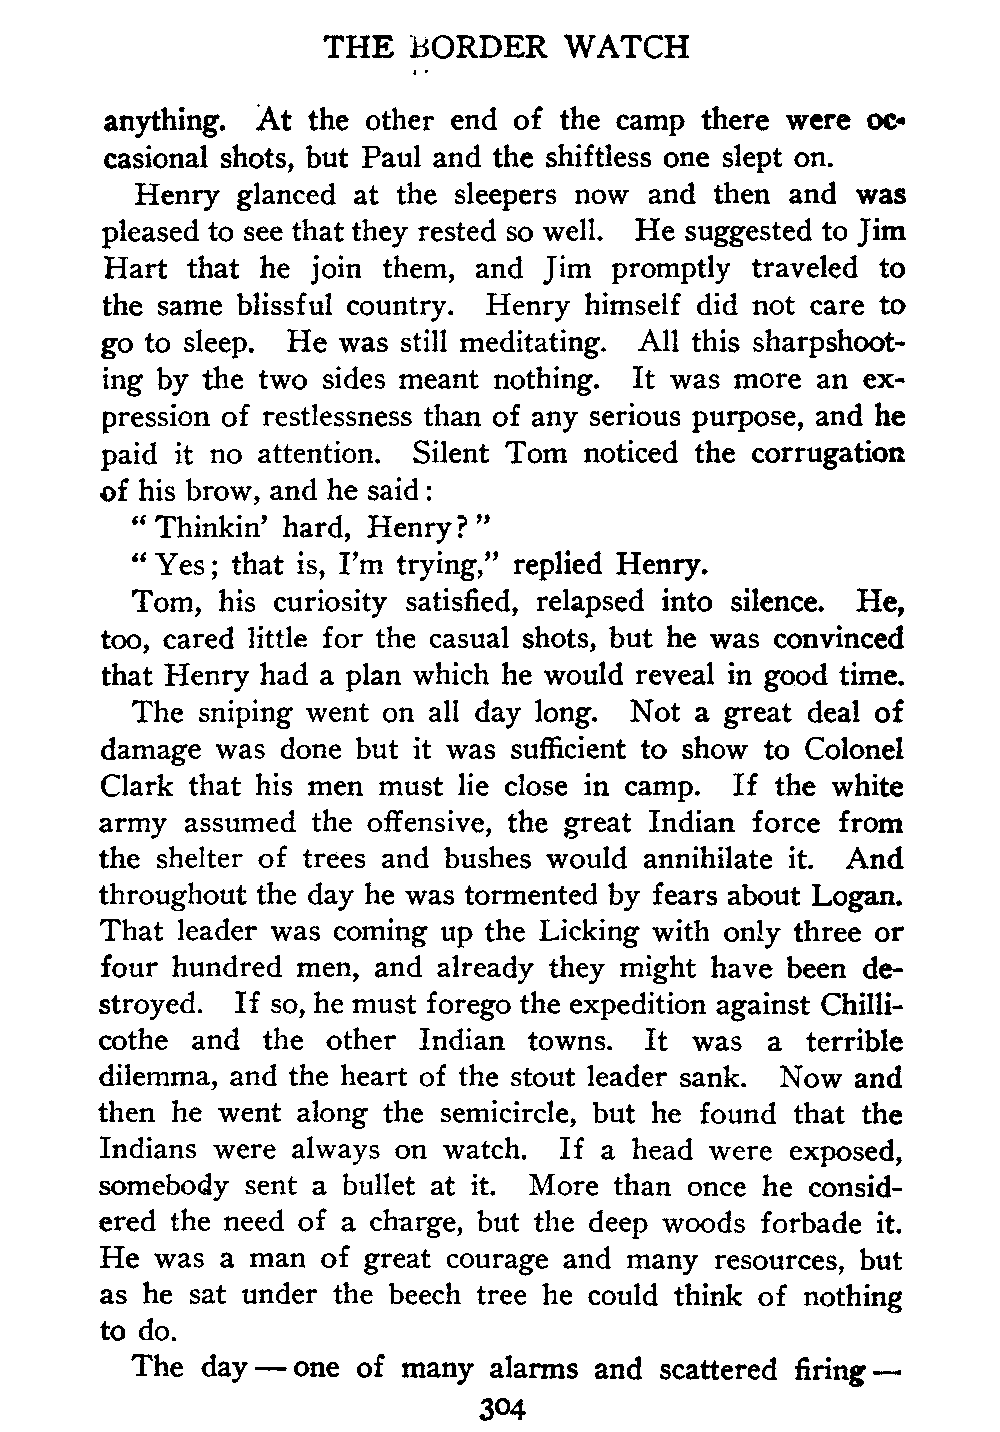 THE BORDER WATCH
anything. At the other end of the camp there were oc-
casional shots, but Paul and the shiftless one slept on.
Henry glanced at the sleepers now and then and was
pleased to see that they rested so well. He suggested to Jim
Hart that he join them, and Jim promptly traveled to
the same blissful country. Henry himself did not care to
go to sleep. He was still meditating. All this sharpshoot-
ing by the two sides meant nothing. It was more an ex-
pression of restlessness than of any serious purpose, and he
paid it no attention. Silent Tom noticed the corrugation
of his brow, and he said:
"Thinkin' hard, Henry?"
"Yes; that is, I'm trying," replied Henry.
Tom, his curiosity satisfied, relapsed into silence. He,
too, cared little for the casual shots, but he was convinced
that Henry had a plan which he would reveal in good time.
The sniping went on all day long. Not a great deal of
damage was done but it was sufficient to show to Colonel
Clark that his men must lie close in camp. If the white
army assumed the offensive, the great Indian force from
the shelter of trees and bushes would annihilate it. And
throughout the day he was tormented by fears about Logan.
That leader was coming up the Licking with only three or
four hundred men, and already they might have been de-
stroyed. If so, he must forego the expedition against Chilli-
cothe and the other Indian towns. It was a terrible
dilemma, and the heart of the stout leader sank. Now and
then he went along the semicircle, but he found that the
Indians were always on watch. If a head were exposed,
somebody sent a bullet at it. More than once he consid-
ered the need of a charge, but the deep woods forbade it.
He was a man of great courage and many resources, but
as he sat under the beech tree he could think of nothing
to do.
The day — one of many alarms and scattered firing —
304